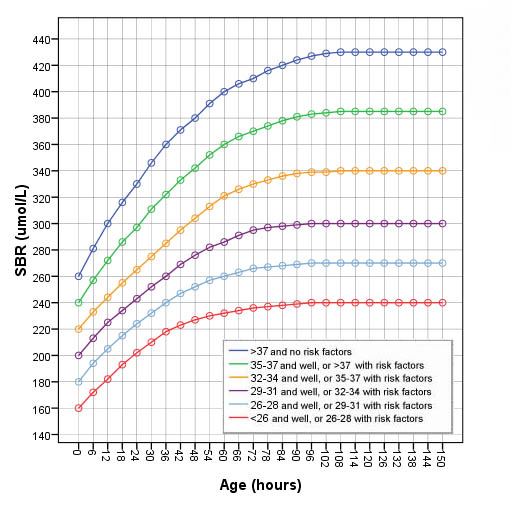 440
420
400
380
360
340
320
300
280
260
240
220
200
180
160
140
SBR (umol/L)
>37 and no risk factors
35-37 and well, or >37 with risk factors
32-34 and well, or 35-37 with risk factors
29-31 and well, or 32-34 with risk factors
26-28 and well, or 29-31 with risk factors
<26 and well, or 26-28 with risk factors
0 6 12 18 24 30 36 42 48 54 60 66 72 78 84 90 96 102 108 114 120 126 132 138 144 150
Age (hours)